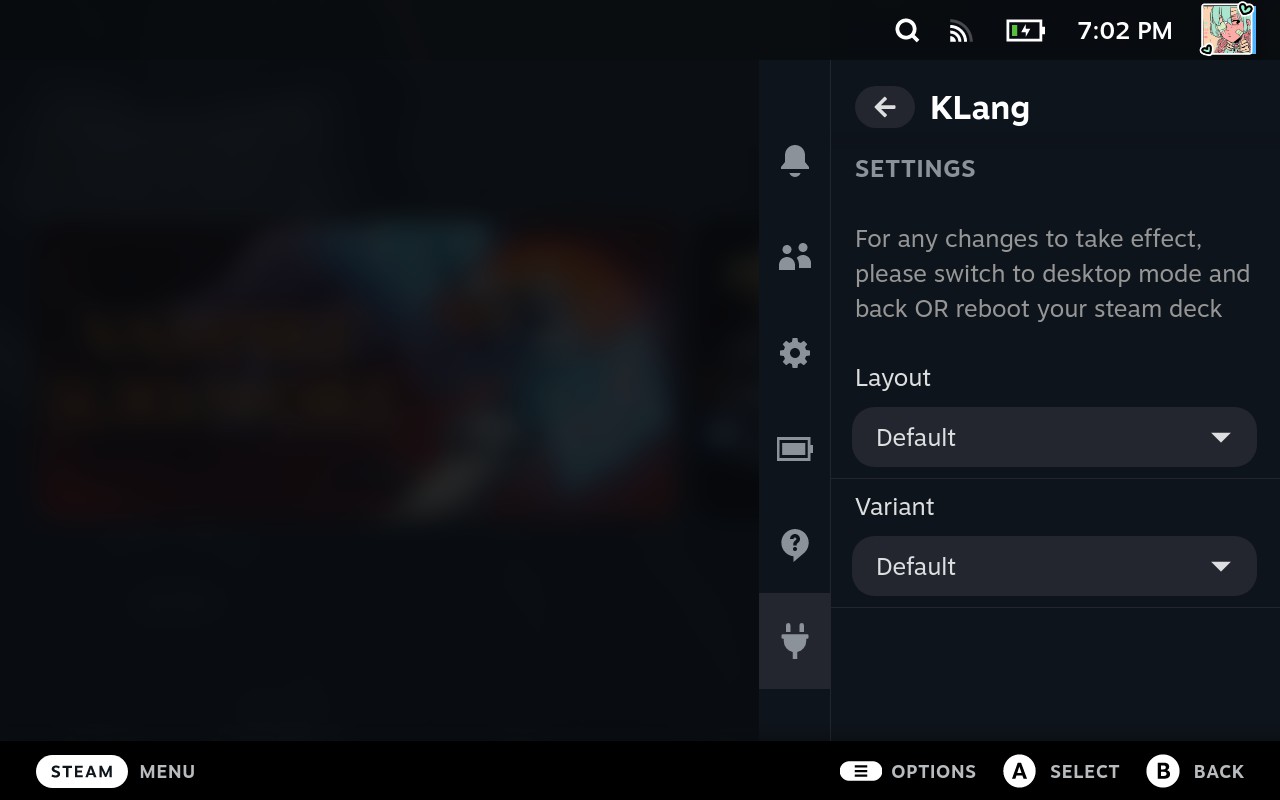 7:02 PM
KLang
SETTINGS
For any changes to take effect,
please switch to desktop mode and
back OR reboot your steam deck
Layout
Default
Variant
Default
STEAM MENU
OPTIONS A SELECT B BACK